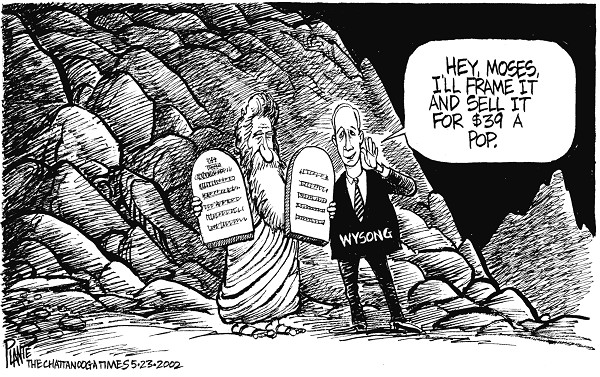 HEY, MOSES,
I'LL FRAME IT
AND SELL IT
FOR $39 A
POP.
WYSONG
PLANTE
THE CHATTANOOGA TIMES 5-23-2002